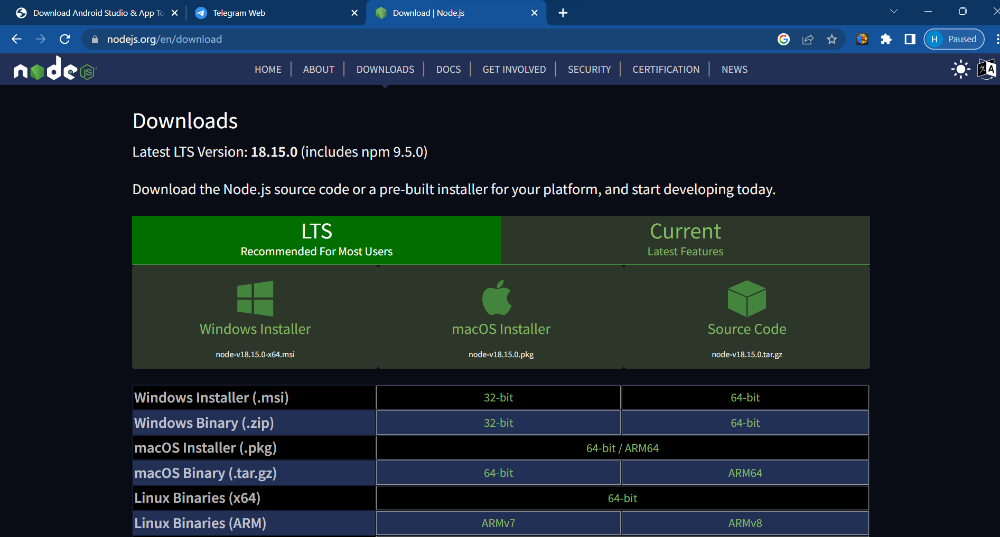 Download Android Studio & App To
Telegram Web
Download | Node.js
nodejs.org/en/download
H Paused
node JS
HOME | ABOUT | DOWNLOADS | DOCS | GET INVOLVED | SECURITY | CERTIFICATION | NEWS
Downloads
Latest LTS Version: 18.15.0 (includes npm 9.5.0)
Download the Node.js source code or a pre-built installer for your platform, and start developing today.
LTS
Recommended For Most Users
Current
Latest Features
Windows Installer
node-v18.15.0-x64.msi
macOS Installer
node-v18.15.0.pkg
Source Code
node-v18.15.0.tar.gz
Windows Installer (.msi) 32-bit 64-bit
Windows Binary (.zip) 32-bit 64-bit
macOS Installer (.pkg) 64-bit / ARM64
macOS Binary (.tar.gz) 64-bit ARM64
Linux Binaries (x64) 64-bit
Linux Binaries (ARM) ARMv7 ARMv8